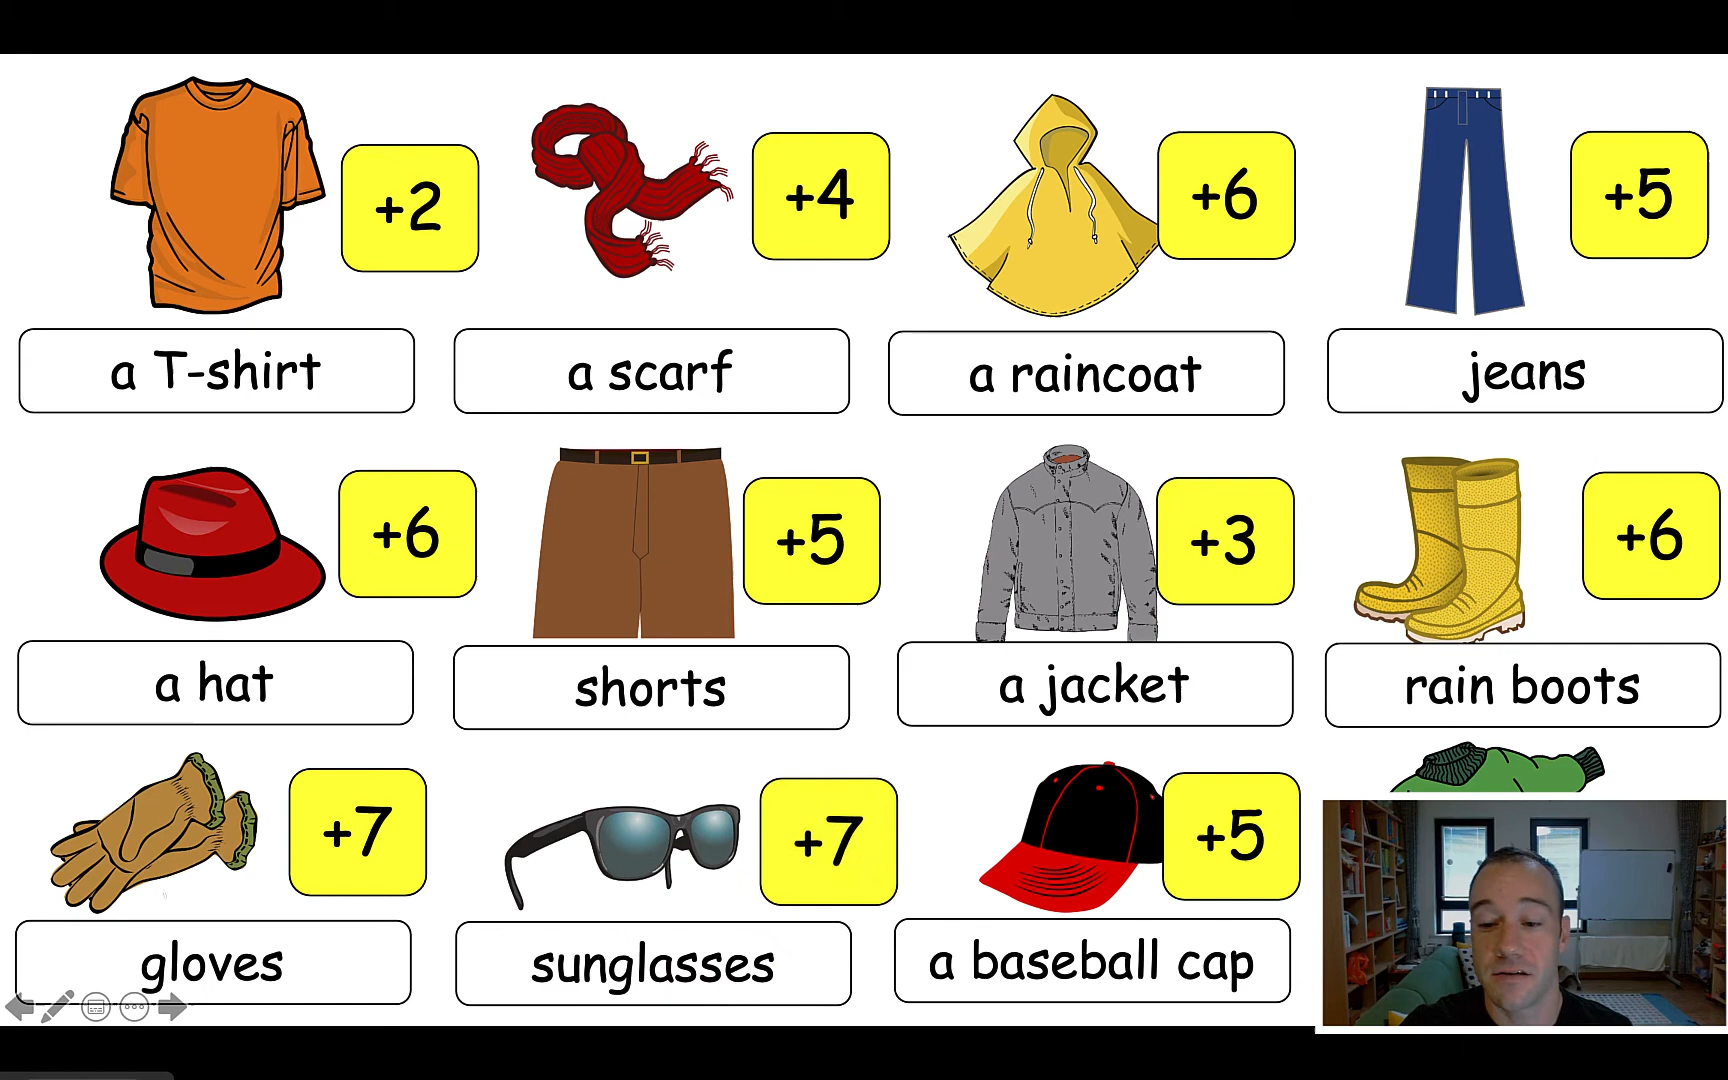 +2
+4
+6
+5
a T-shirt
a scarf
a raincoat
jeans
+6
+5
+3
+6
a hat
shorts
a jacket
rain boots
+7
+7
+5
gloves
sunglasses
a baseball cap